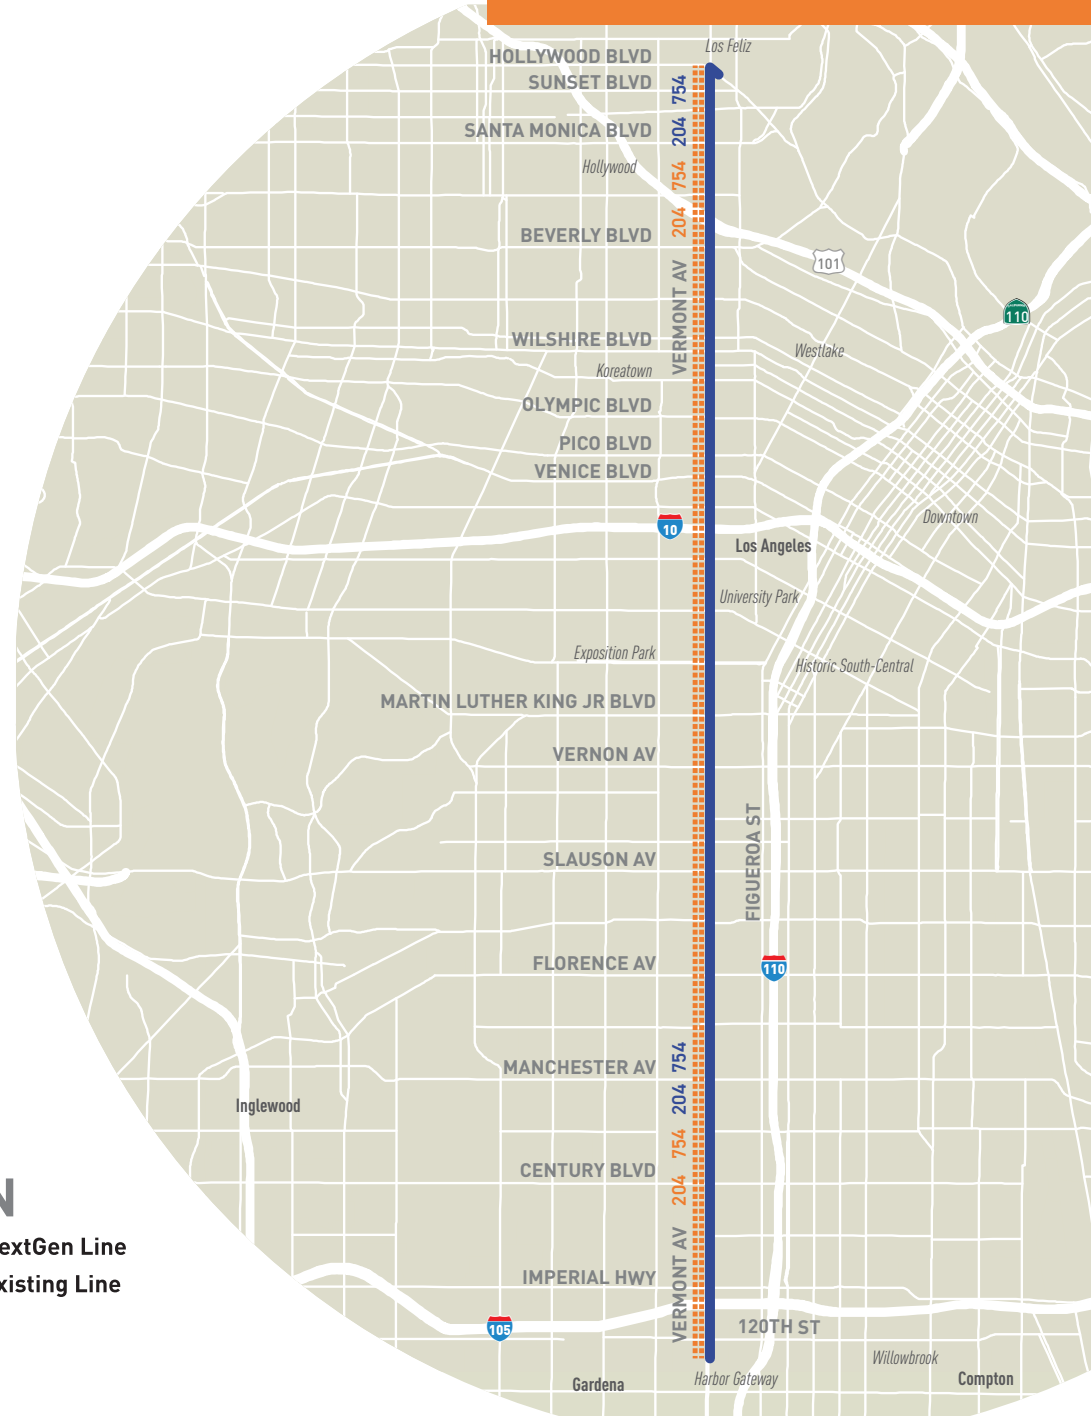 Los Feliz
HOLLYWOOD BLVD
SUNSET BLVD
754
SANTA MONICA BLVD
204
Hollywood
754
204
BEVERLY BLVD
101
VERMONT AV
110
WILSHIRE BLVD
Westlake
Koreatown
OLYMPIC BLVD
PICO BLVD
VENICE BLVD
Downtown
10
Los Angeles
University Park
Exposition Park
Historic South-Central
MARTIN LUTHER KING JR BLVD
VERNON AV
FIGUEROA ST
SLAUSON AV
FLORENCE AV
110
754
MANCHESTER AV
204
Inglewood
754
CENTURY BLVD
204
N
extGen Line
xisting Line
VERMONT AV
IMPERIAL HWY
105
120TH ST
Willowbrook
Harbor Gateway
Gardena
Compton